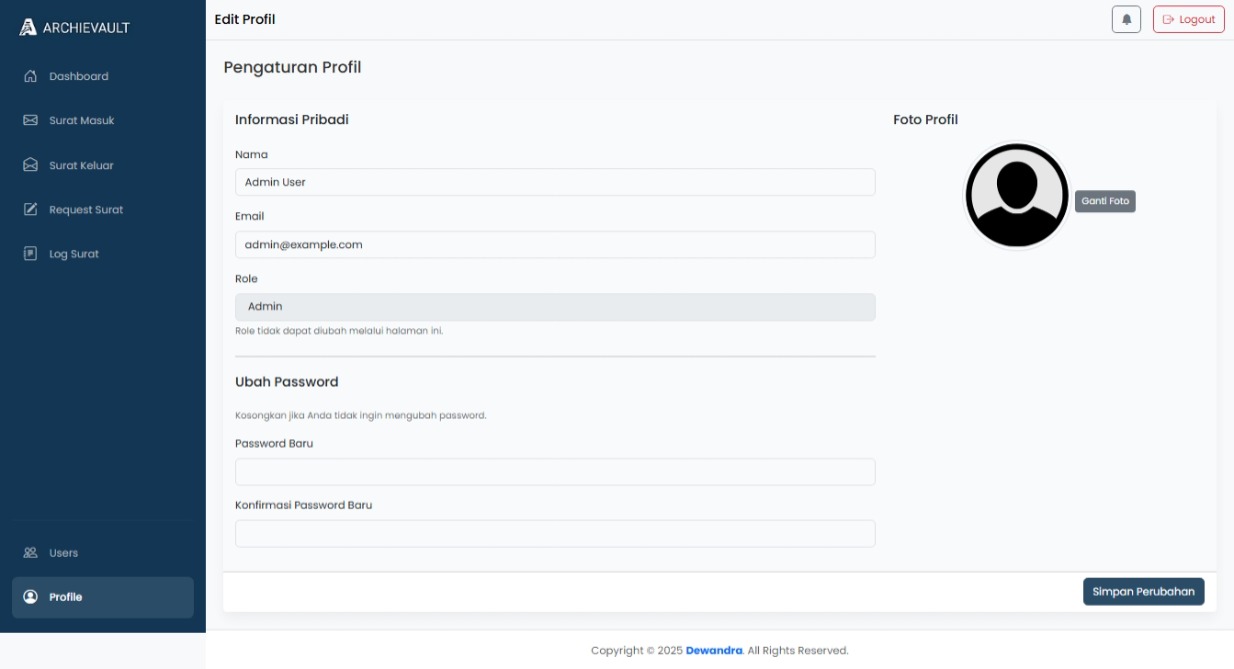 ARCHIEVAULT
Dashboard
Surat Masuk
Surat Keluar
Request Surat
Log Surat
Users
Profile
Edit Profil
Logout
Pengaturan Profil
Informasi Pribadi
Nama
Admin User
Email
admin@example.com
Role
Admin
Role tidak dapat diubah melalui halaman ini.
Ubah Password
Kosongkan jika Anda tidak ingin mengubah password.
Password Baru
Konfirmasi Password Baru
Foto Profil
Ganti Foto
Simpan Perubahan
Copyright © 2025 Dewandra. All Rights Reserved.